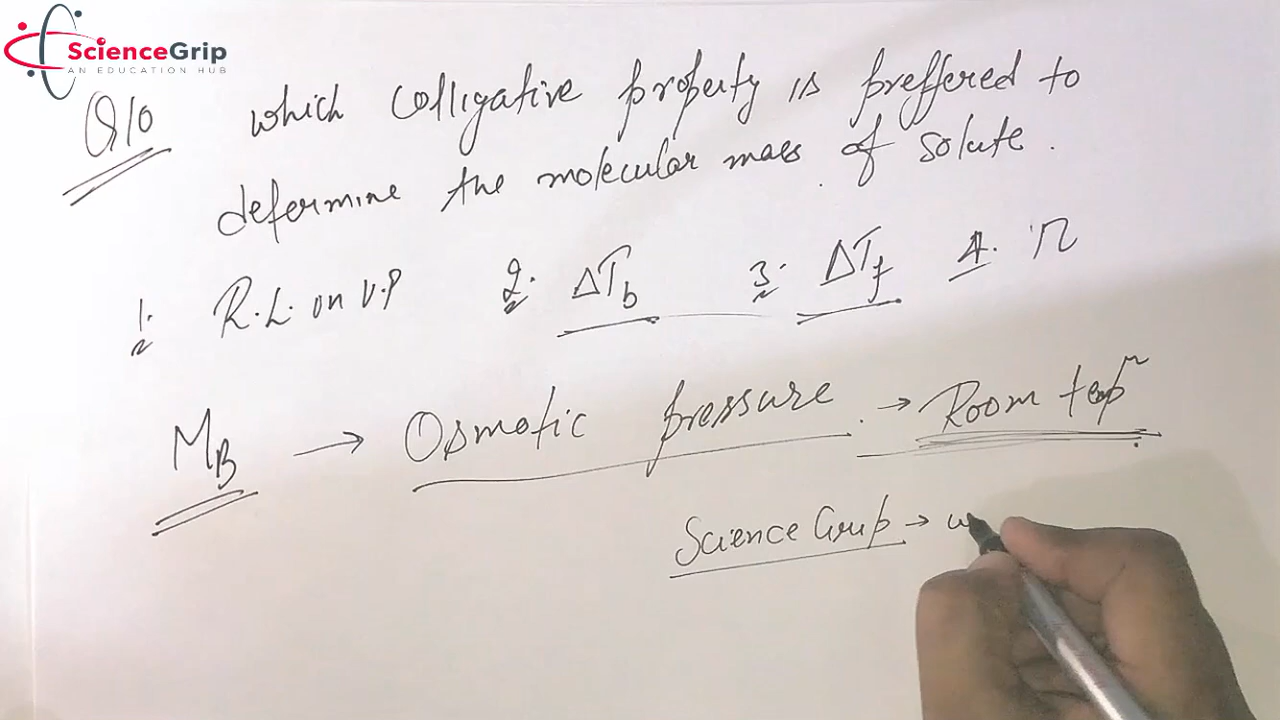 ScienceGrip
AN EDUCATION HUB
Q10 which colligative property is preffered to
determine the molecular mass of solute.
1. R.L. on V.P 2. ΔTb 3. ΔTf 4. π
MB → Osmotic pressure. → Room tempr
Science Grip → w